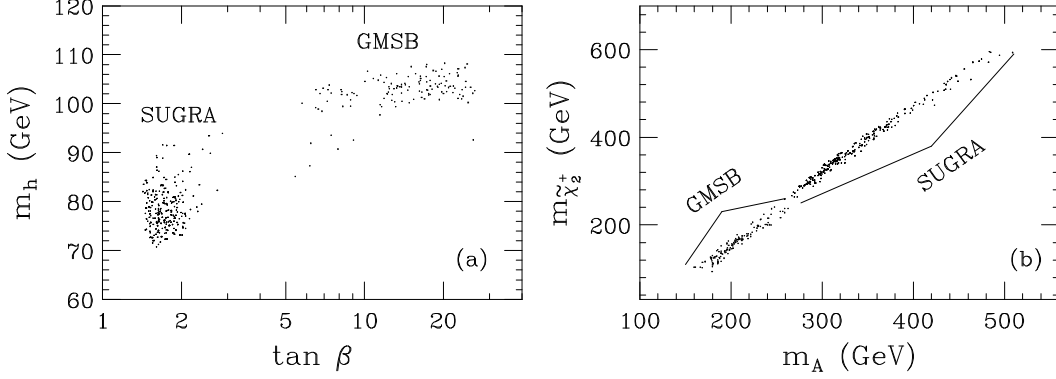 120
110
100
90
80
70
60
m_h (GeV)
GMSB
SUGRA
(a)
1 2 5 10 20
tan β
600
400
200
m_χ̃₂⁺ (GeV)
GMSB
SUGRA
(b)
100 200 300 400 500
m_A (GeV)